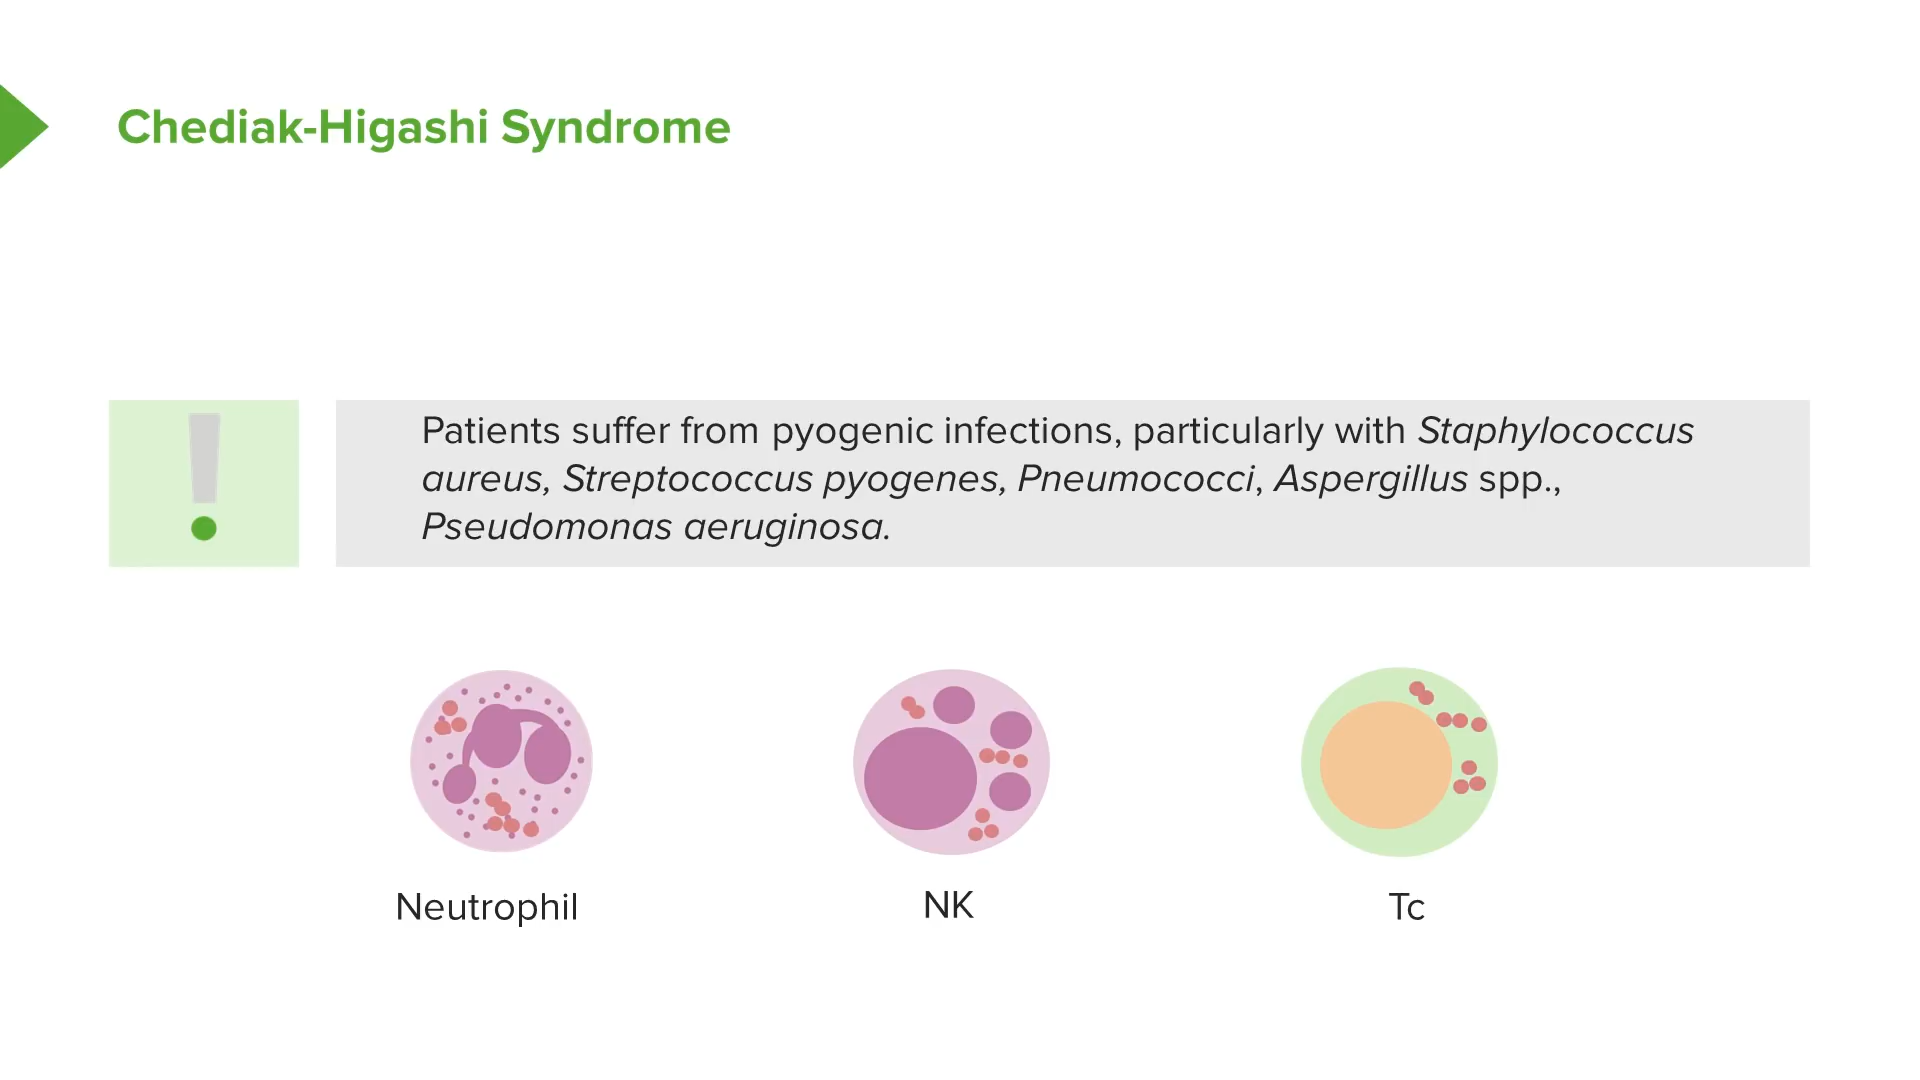 Chediak-Higashi Syndrome
Patients suffer from pyogenic infections, particularly with Staphylococcus
aureus, Streptococcus pyogenes, Pneumococci, Aspergillus spp.,
Pseudomonas aeruginosa.
Neutrophil
NK
Tc